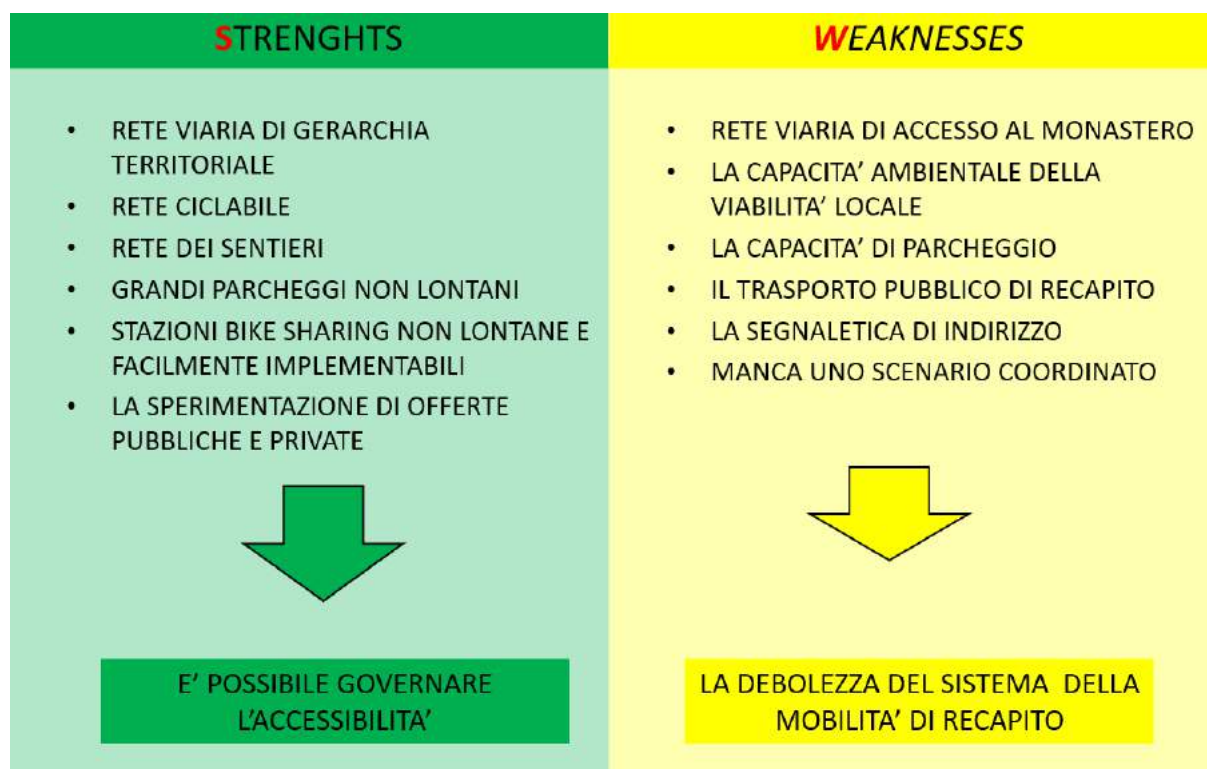 STRENGHTS
• RETE VIARIA DI GERARCHIA
TERRITORIALE
• RETE CICLABILE
• RETE DEI SENTIERI
• GRANDI PARCHEGGI NON LONTANI
• STAZIONI BIKE SHARING NON LONTANE E
FACILMENTE IMPLEMENTABILI
• LA SPERIMENTAZIONE DI OFFERTE
PUBBLICHE E PRIVATE
E' POSSIBILE GOVERNARE
L'ACCESSIBILITA'
WEAKNESSES
• RETE VIARIA DI ACCESSO AL MONASTERO
• LA CAPACITA' AMBIENTALE DELLA
VIABILITA' LOCALE
• LA CAPACITA' DI PARCHEGGIO
• IL TRASPORTO PUBBLICO DI RECAPITO
• LA SEGNALETICA DI INDIRIZZO
• MANCA UNO SCENARIO COORDINATO
LA DEBOLEZZA DEL SISTEMA DELLA
MOBILITA' DI RECAPITO